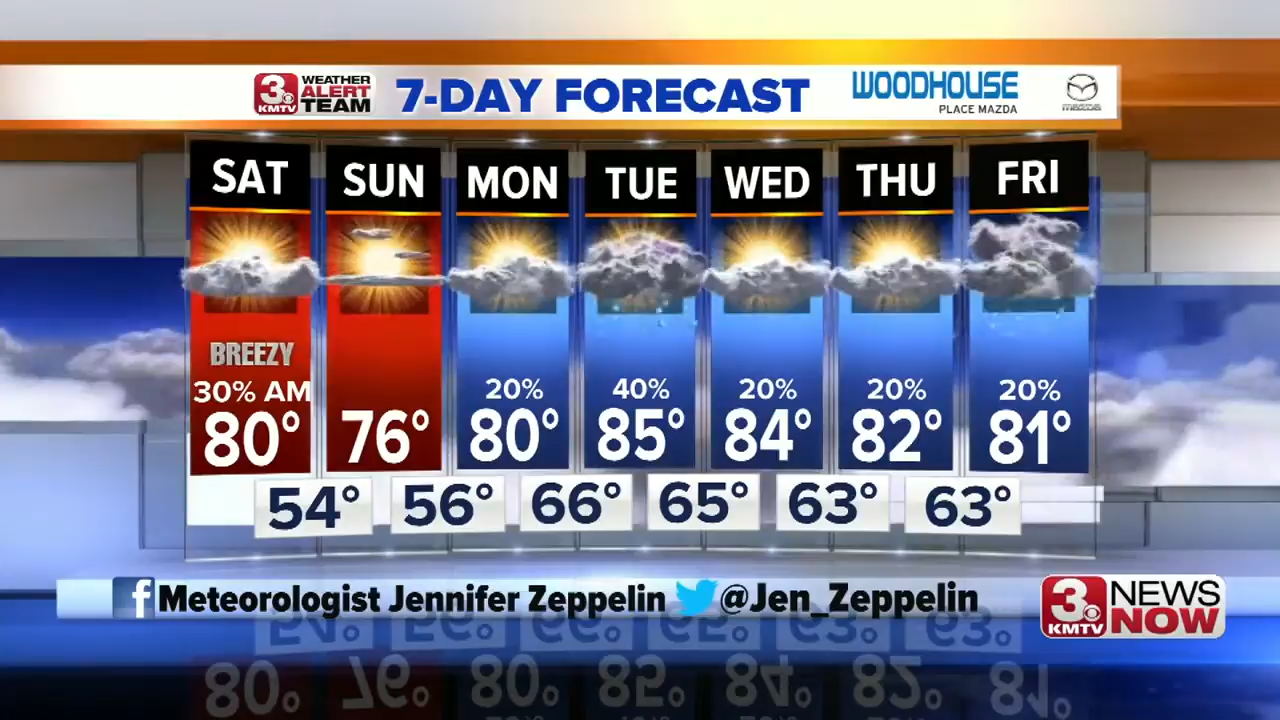 3 KMTV WEATHER ALERT TEAM
7-DAY FORECAST
WOODHOUSE
PLACE MAZDA
mazda
SAT SUN MON TUE WED THU FRI
BREEZY
30% AM 20% 40% 20% 20% 20%
80° 76° 80° 85° 84° 82° 81°
54° 56° 66° 65° 63° 63°
f Meteorologist Jennifer Zeppelin @Jen_Zeppelin
3 KMTV NEWS NOW